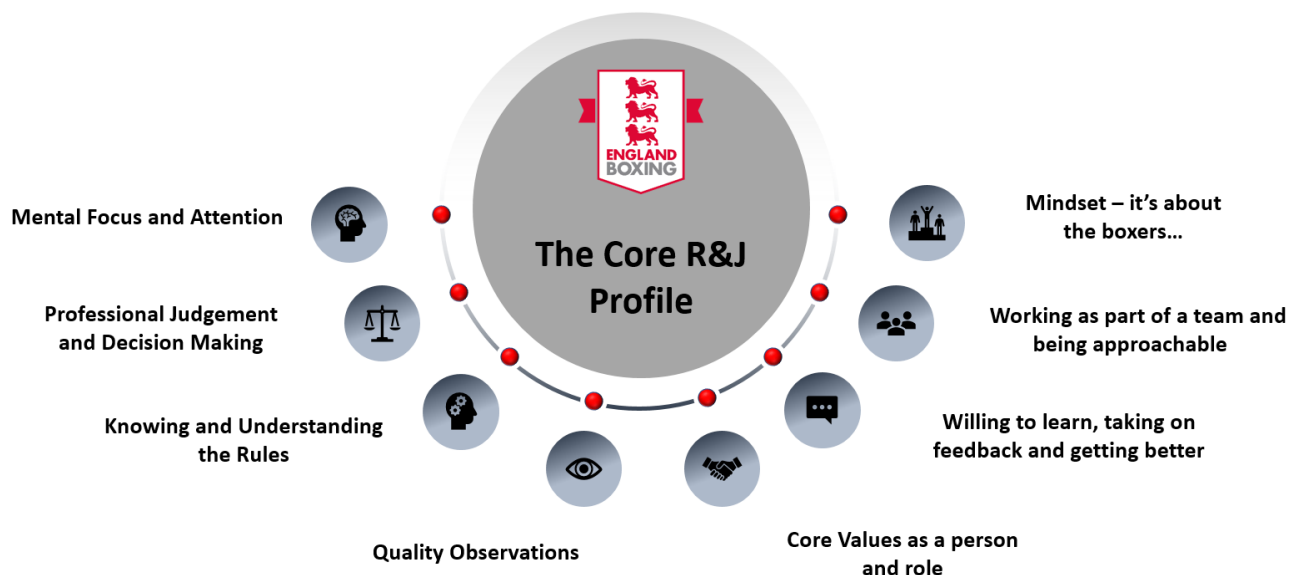 ENGLAND
BOXING
The Core R&J
Profile
Mental Focus and Attention
Professional Judgement
and Decision Making
Knowing and Understanding
the Rules
Quality Observations
Core Values as a person
and role
Willing to learn, taking on
feedback and getting better
Working as part of a team and
being approachable
Mindset – it's about
the boxers...